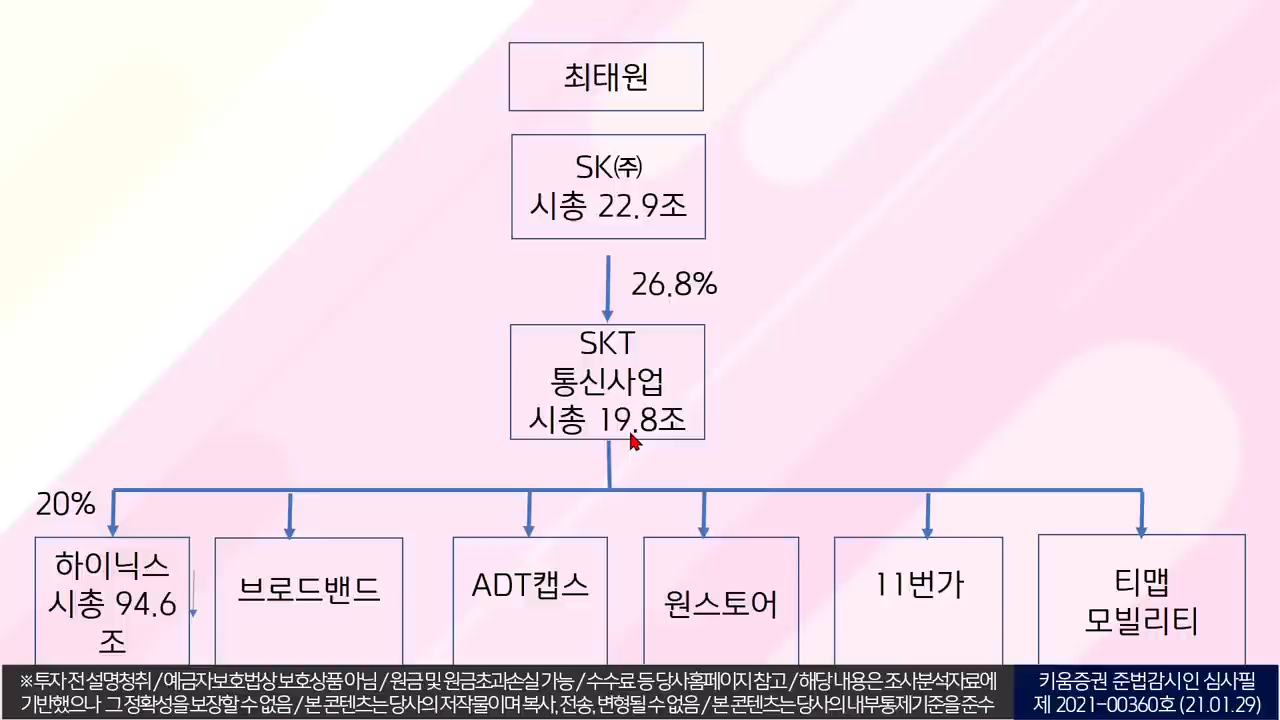 최태원
SK㈜
시총 22.9조
26.8%
SKT
통신사업
시총 19.8조
20%
하이닉스
시총 94.6
조
브로드밴드
ADT캡스
원스토어
11번가
티맵
모빌리티
※ 투자 전 설명청취 / 예금자보호법상 보호상품 아님 / 원금 및 원금초과손실 가능 / 수수료 등 당사홈페이지 참고 / 해당 내용은 조사분석자료에
기반했으나 그 정확성을 보장할 수 없음 / 본 콘텐츠는 당사의 저작물이며 복사, 전송, 변형될 수 없음 / 본 콘텐츠는 당사의 내부통제기준을 준수
키움증권 준법감시인 심사필
제 2021-00360호 (21.01.29)